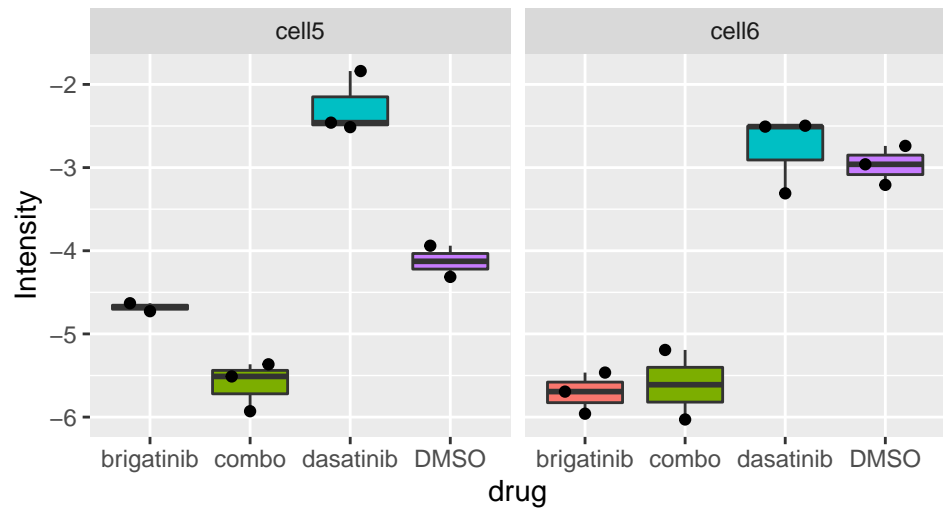 cell5
cell6
Intensity
−2
−3
−4
−5
−6
brigatinib combo dasatinib DMSO
brigatinib combo dasatinib DMSO
drug